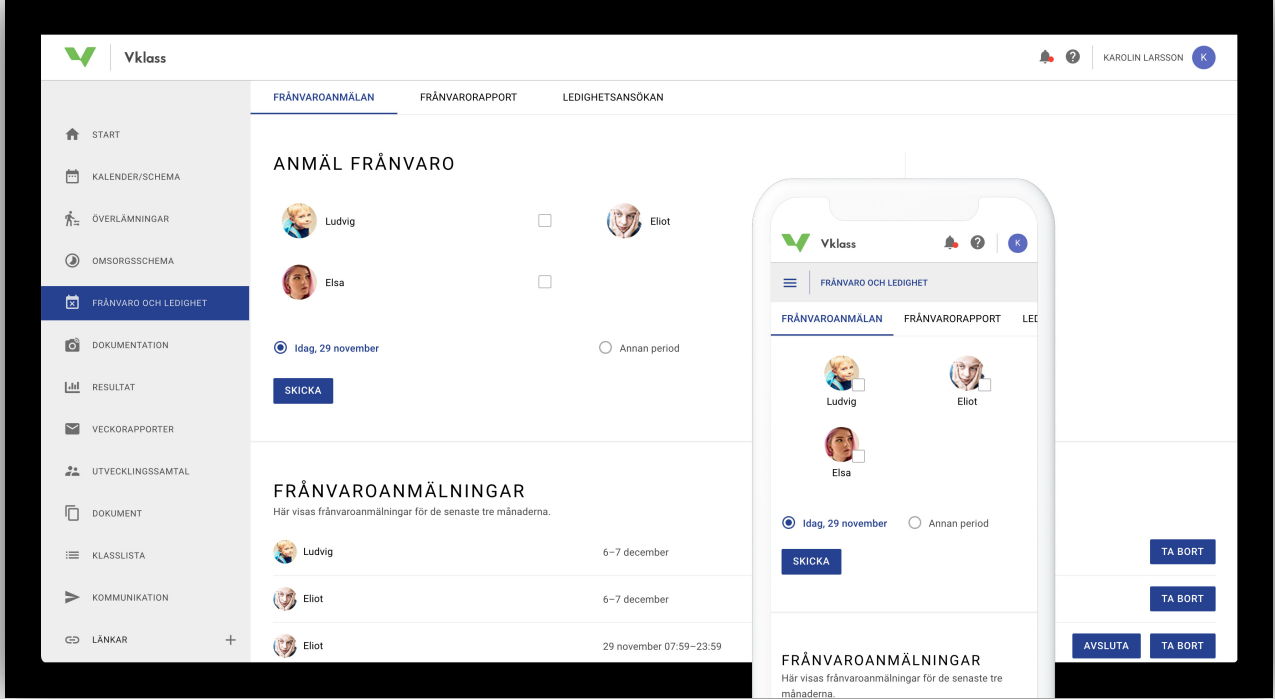 Vklass
KAROLIN LARSSON K
FRÅNVAROANMÄLAN FRÅNVARORAPPORT LEDIGHETSANSÖKAN
START
KALENDER/SCHEMA
ÖVERLÄMNINGAR
OMSORGSSCHEMA
FRÅNVARO OCH LEDIGHET
DOKUMENTATION
RESULTAT
VECKORAPPORTER
UTVECKLINGSSAMTAL
DOKUMENT
KLASSLISTA
KOMMUNIKATION
LÄNKAR +
ANMÄL FRÅNVARO
Ludvig
Eliot
Elsa
Idag, 29 november
Annan period
SKICKA
FRÅNVAROANMÄLNINGAR
Här visas frånvaroanmälningar för de senaste tre månaderna.
Ludvig 6–7 december TA BORT
Eliot 6–7 december TA BORT
Eliot 29 november 07:59–23:59 AVSLUTA TA BORT
Vklass K
FRÅNVARO OCH LEDIGHET
FRÅNVAROANMÄLAN FRÅNVARORAPPORT LED
Ludvig
Eliot
Elsa
Idag, 29 november
Annan period
SKICKA
FRÅNVAROANMÄLNINGAR
Här visas frånvaroanmälningar för de senaste tre
månaderna.